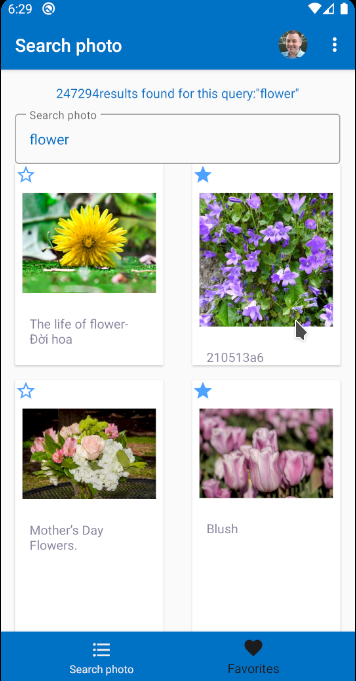 6:29
Search photo
247294results found for this query:"flower"
Search photo
flower
The life of flower-
Đời hoa
210513a6
Mother's Day
Flowers.
Blush
Search photo
Favorites